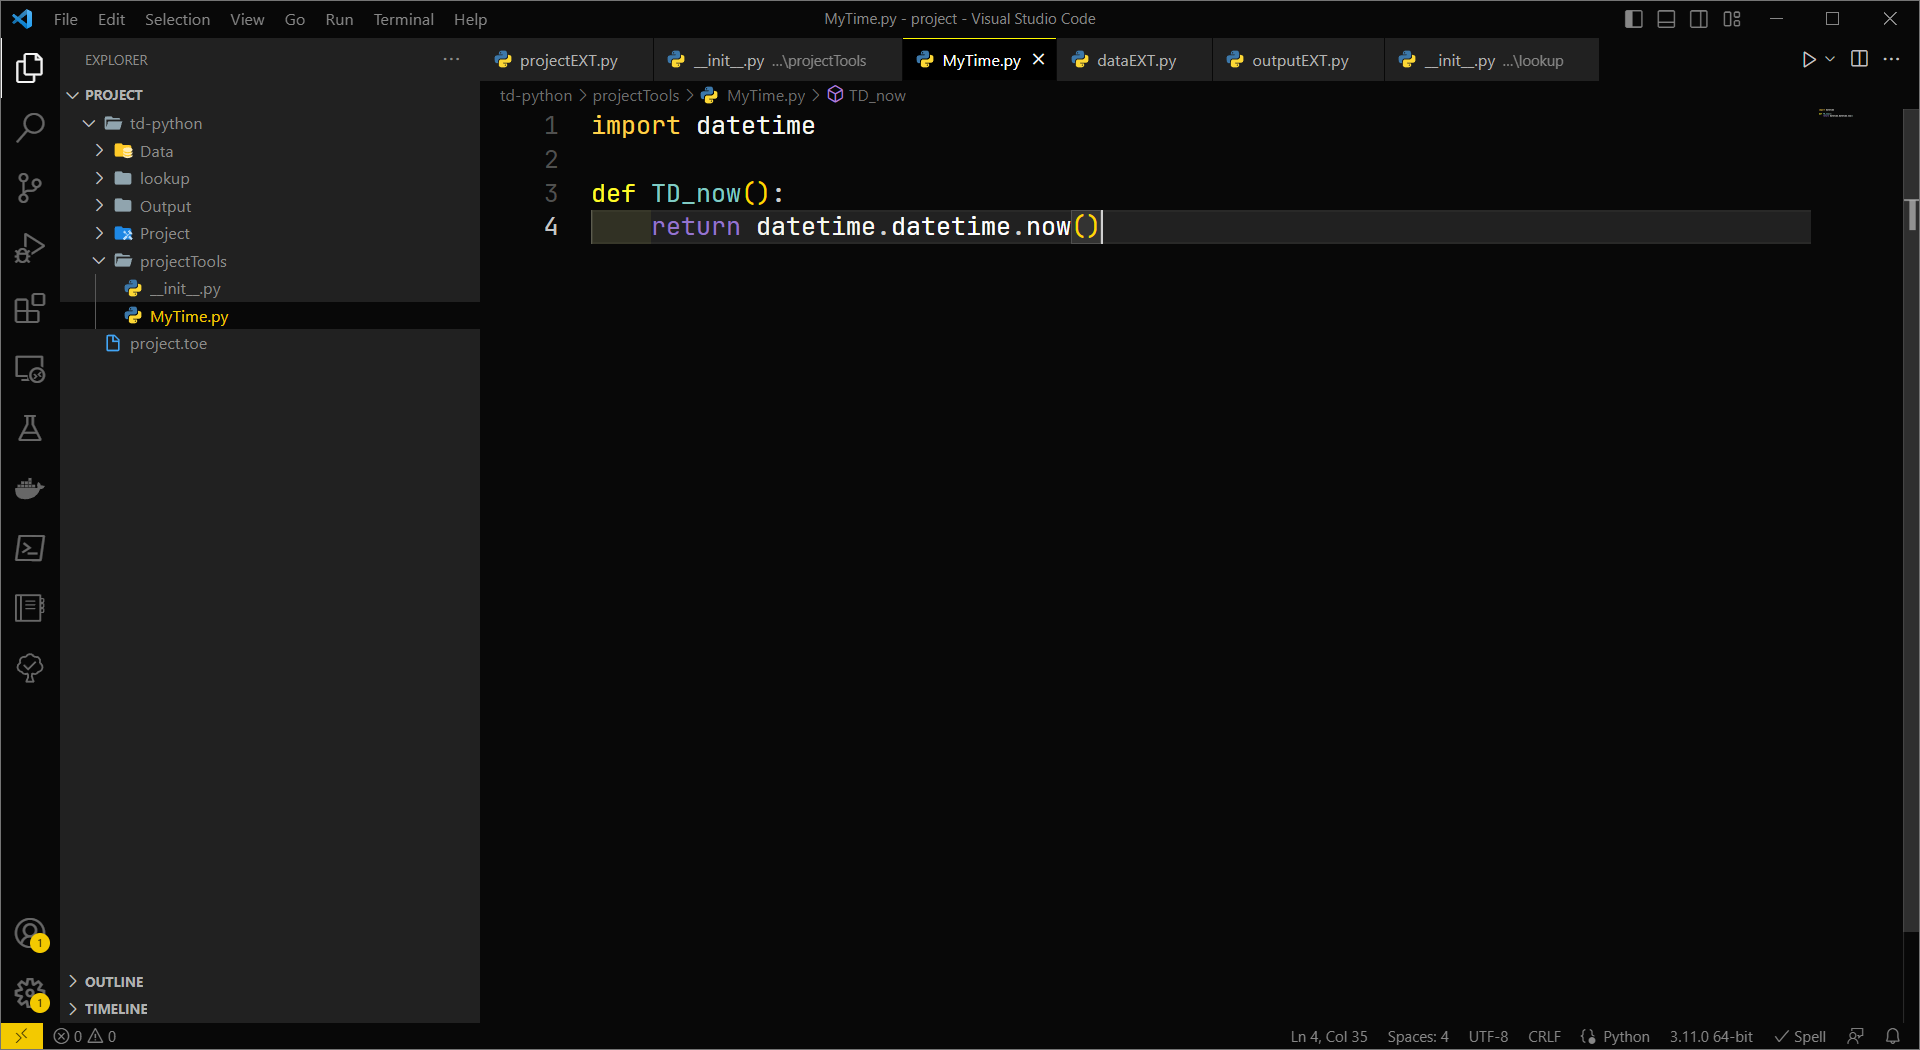 File Edit Selection View Go Run Terminal Help
MyTime.py - project - Visual Studio Code
EXPLORER
PROJECT
td-python
Data
lookup
Output
Project
projectTools
__init__.py
MyTime.py
project.toe
OUTLINE
TIMELINE
projectEXT.py __init__.py ...\projectTools MyTime.py dataEXT.py outputEXT.py __init__.py ...\lookup
td-python > projectTools > MyTime.py > TD_now
1 import datetime
2
3 def TD_now():
4     return datetime.datetime.now()
1
1
0 0
Ln 4, Col 35 Spaces: 4 UTF-8 CRLF Python 3.11.0 64-bit Spell